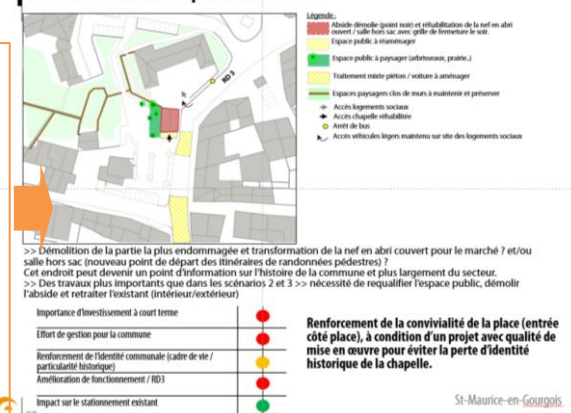 Légende :
Abside démolie (point noir) et réhabilitation de la nef en abri
ouvert / salle hors sac avec grille de fermeture le soir.
Espace public à réaménager
Espace public à paysager (arbrisseaux, prairie..)
Traitement mixte piéton / voiture à aménager
Espaces paysagers clos de murs à maintenir et préserver
Accès logements sociaux
Accès chapelle réhabilitée
Arrêt de bus
Accès véhicules légers maintenu sur site des logements sociaux
RD 3
>> Démolition de la partie la plus endommagée et transformation de la nef en abri couvert pour le marché ? et/ou
salle hors sac (nouveau point de départ des itinéraires de randonnées pédestres) ?
Cet endroit peut devenir un point d'information sur l'histoire de la commune et plus largement du secteur.
>> Des travaux plus importants que dans les scénarios 2 et 3 >> nécessité de requalifier l'espace public, démolir
l'abside et retraiter l'existant (intérieur/extérieur)
Importance d'investissement à court terme
Effort de gestion pour la commune
Renforcement de l'identité communale (cadre de vie /
particularité historique)
Amélioration de fonctionnement / RD3
Impact sur le stationnement existant
Renforcement de la convivialité de la place (entrée
côté place), à condition d'un projet avec qualité de
mise en œuvre pour éviter la perte d'identité
historique de la chapelle.
St-Maurice-en-Gourgois